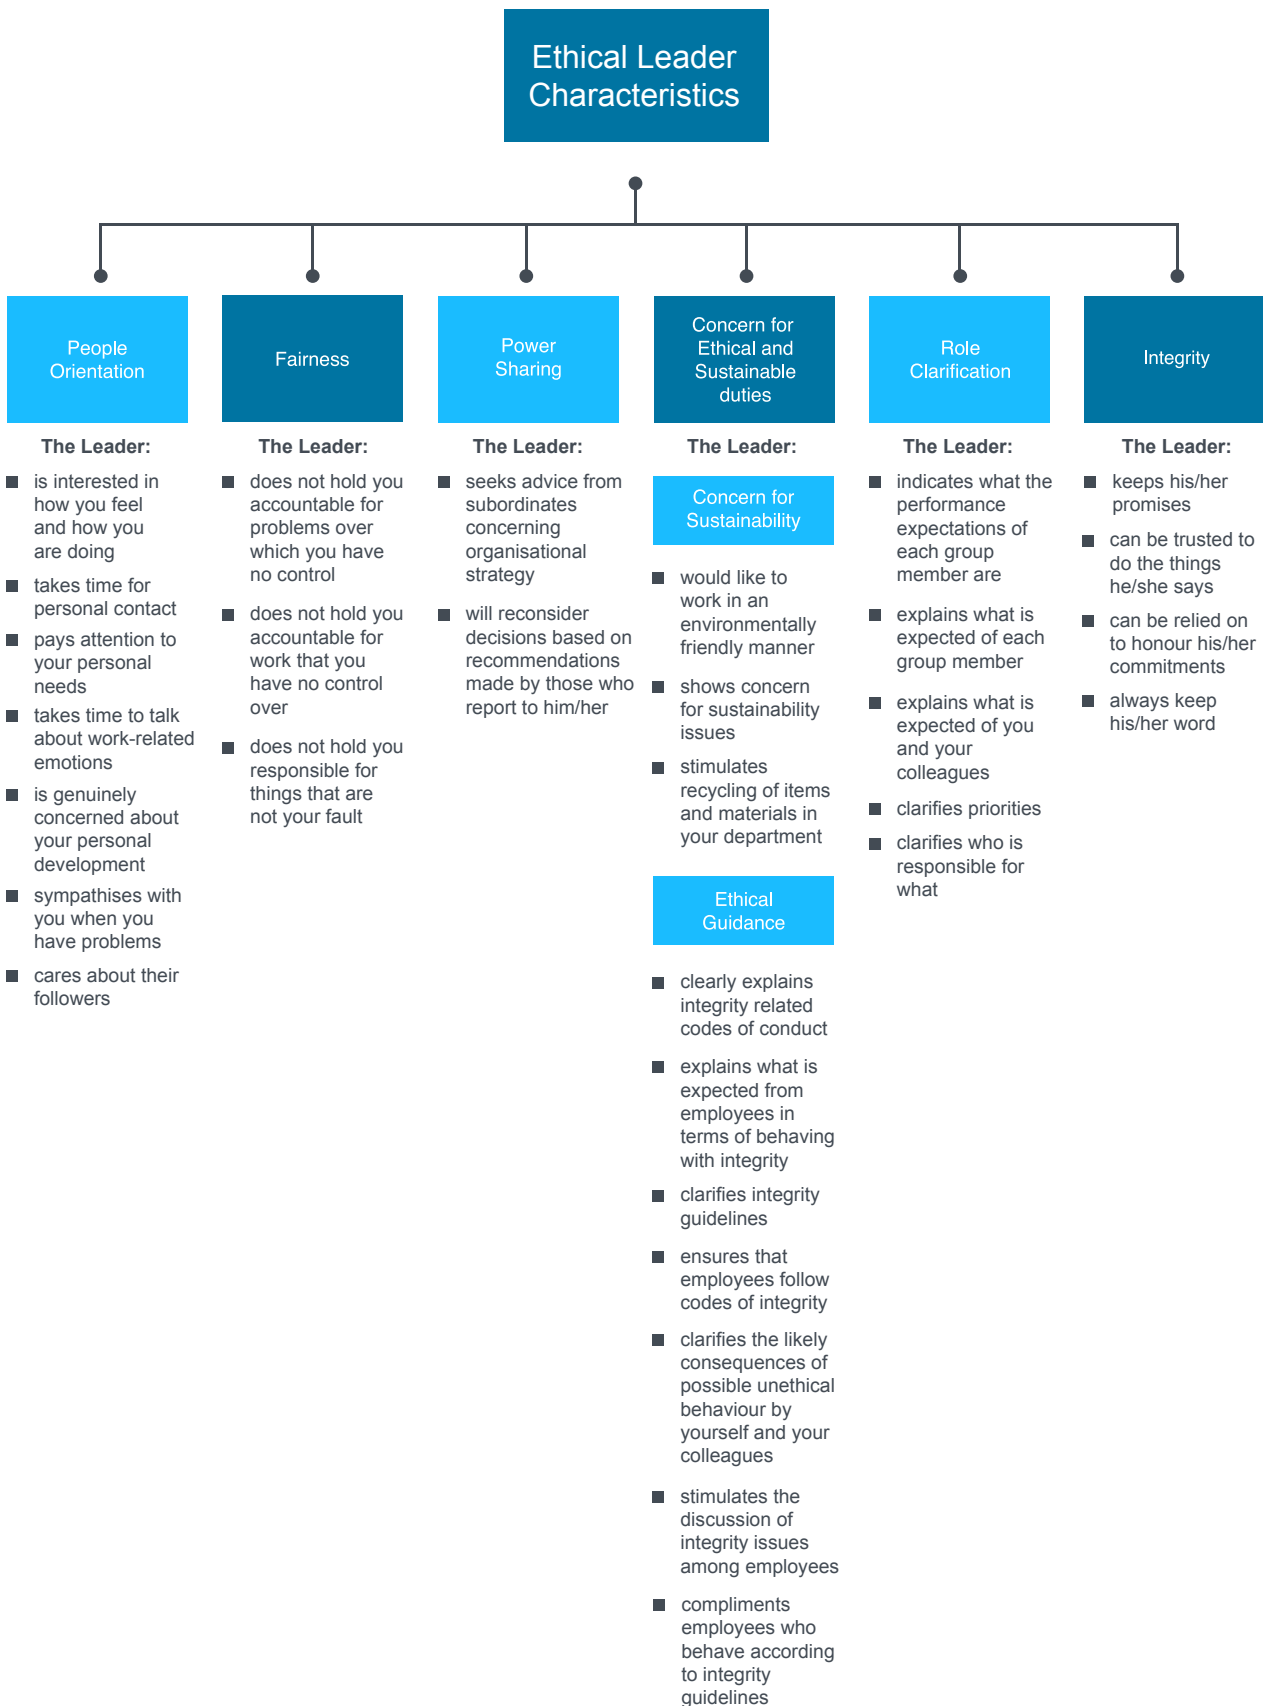 Ethical Leader
Characteristics
People
Orientation
The Leader:
is interested in
how you feel
and how you
are doing
takes time for
personal contact
pays attention to
your personal
needs
takes time to talk
about work-related
emotions
is genuinely
concerned about
your personal
development
sympathises with
you when you
have problems
cares about their
followers
Fairness
The Leader:
does not hold you
accountable for
problems over
which you have
no control
does not hold you
accountable for
work that you
have no control
over
does not hold you
responsible for
things that are
not your fault
Power
Sharing
The Leader:
seeks advice from
subordinates
concerning
organisational
strategy
will reconsider
decisions based on
recommendations
made by those who
report to him/her
Concern for
Ethical and
Sustainable
duties
The Leader:
Concern for
Sustainability
would like to
work in an
environmentally
friendly manner
shows concern
for sustainability
issues
stimulates
recycling of items
and materials in
your department
Ethical
Guidance
clearly explains
integrity related
codes of conduct
explains what is
expected from
employees in
terms of behaving
with integrity
clarifies integrity
guidelines
ensures that
employees follow
codes of integrity
clarifies the likely
consequences of
possible unethical
behaviour by
yourself and your
colleagues
stimulates the
discussion of
integrity issues
among employees
compliments
employees who
behave according
to integrity
guidelines
Role
Clarification
The Leader:
indicates what the
performance
expectations of
each group
member are
explains what is
expected of each
group member
explains what is
expected of you
and your
colleagues
clarifies priorities
clarifies who is
responsible for
what
Integrity
The Leader:
keeps his/her
promises
can be trusted to
do the things
he/she says
can be relied on
to honour his/her
commitments
always keep
his/her word